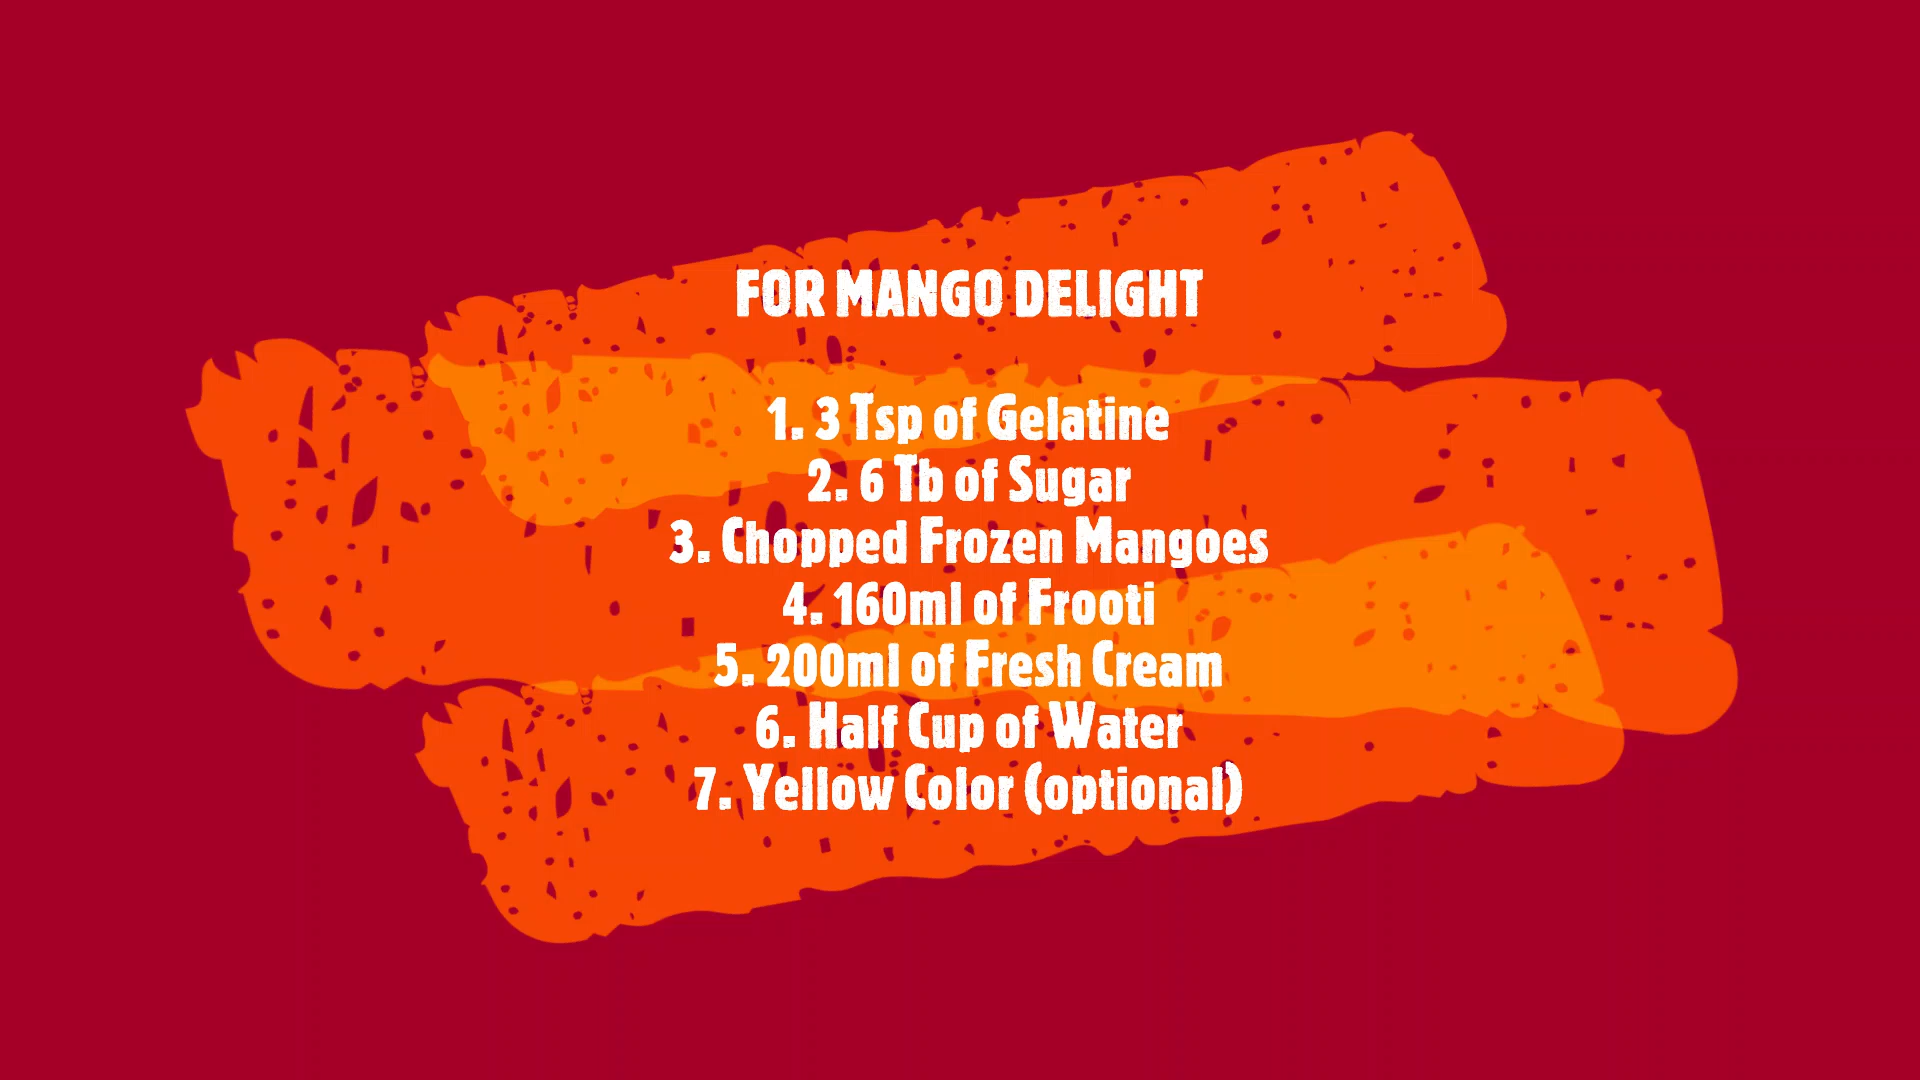 FOR MANGO DELIGHT
1. 3 Tsp of Gelatine
2. 6 Tb of Sugar
3. Chopped Frozen Mangoes
4. 160ml of Frooti
5. 200ml of Fresh Cream
6. Half Cup of Water
7. Yellow Color (optional)